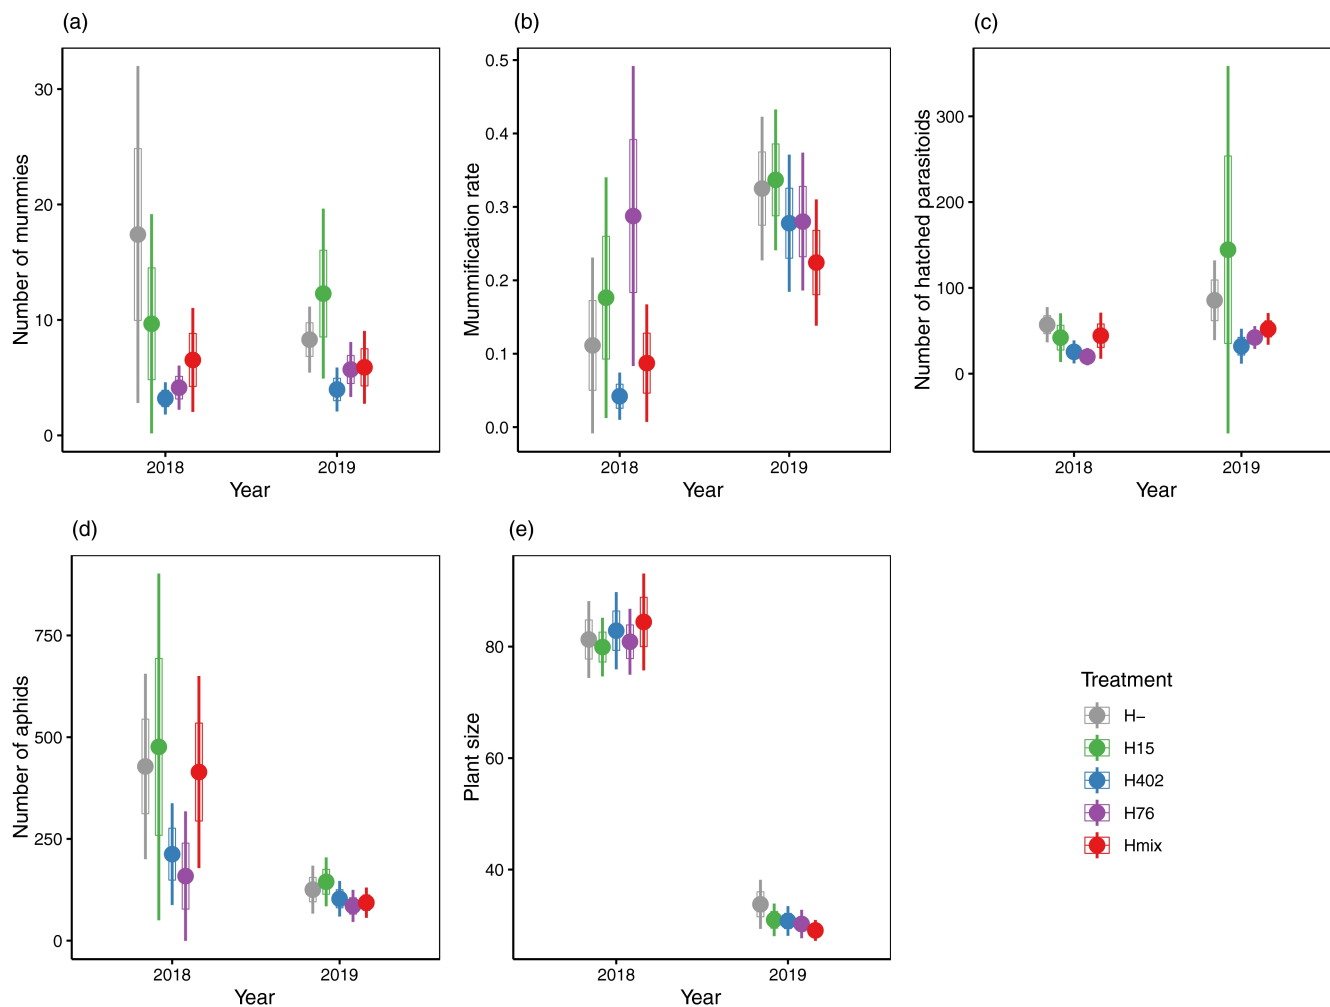 (a)
Number of mummies
30
20
10
0
2018
2019
Year
(b)
Mummification rate
0.5
0.4
0.3
0.2
0.1
0.0
2018
2019
Year
(c)
Number of hatched parasitoids
300
200
100
0
2018
2019
Year
(d)
Number of aphids
750
500
250
0
2018
2019
Year
(e)
Plant size
80
60
40
2018
2019
Year
Treatment
H−
H15
H402
H76
Hmix